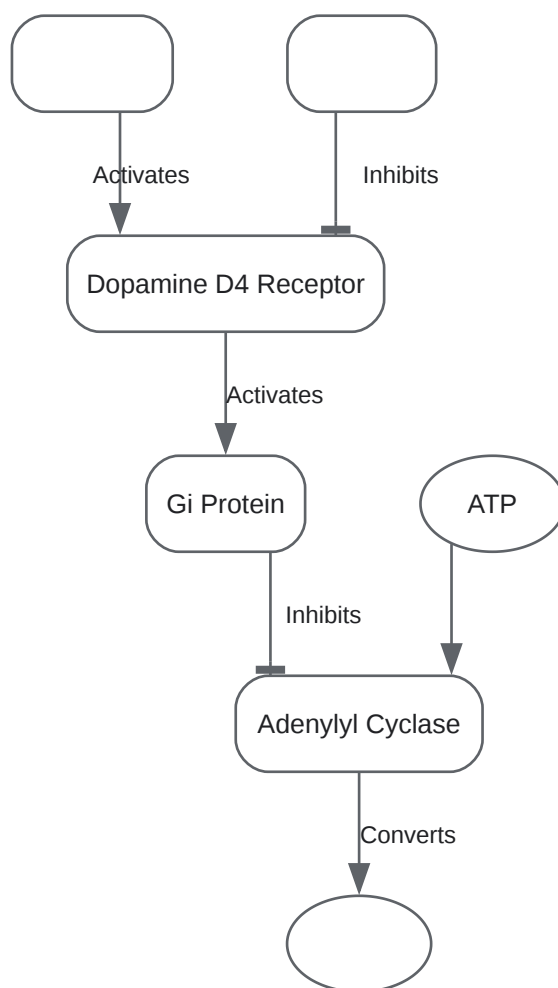 Activates
Inhibits
Dopamine D4 Receptor
Activates
Gi Protein
ATP
Inhibits
Adenylyl Cyclase
Converts